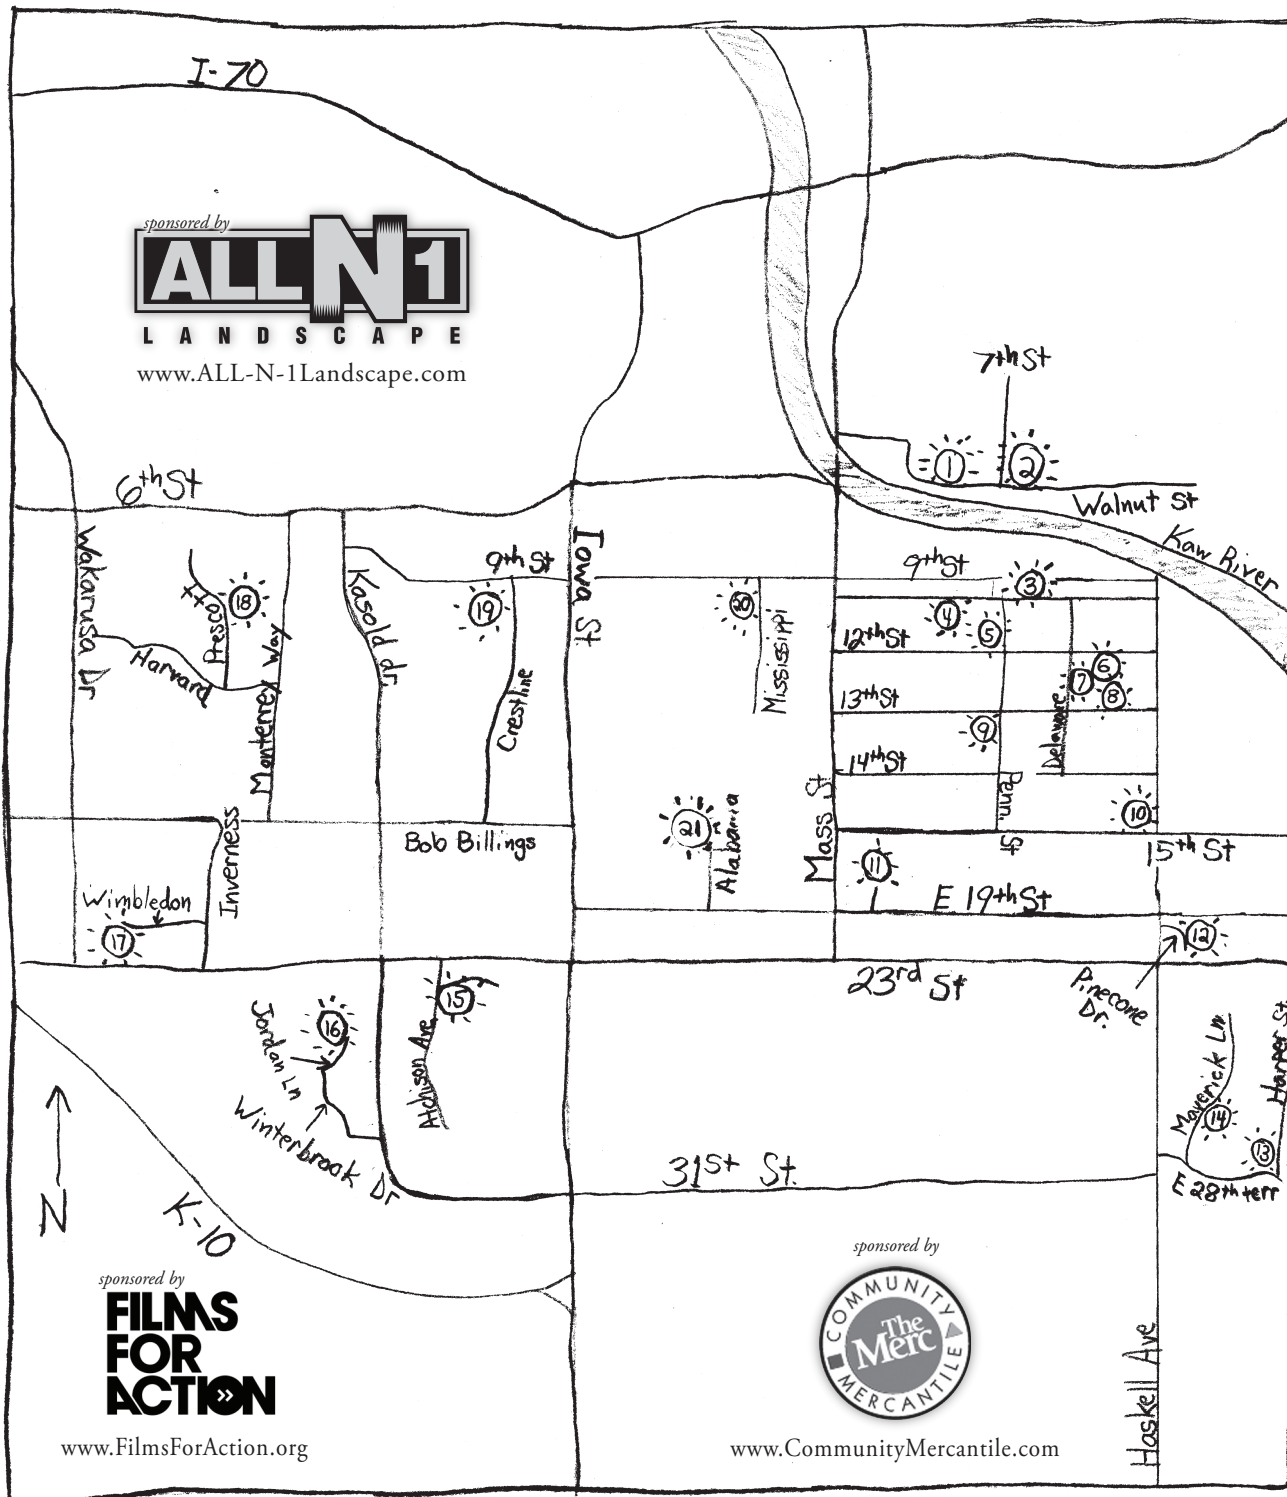 I-70
sponsored by
ALL N 1
LANDSCAPE
www.ALL-N-1Landscape.com
7th St
1
2
6th St
Walnut St
Kaw River
Wakarusa Dr
Prescott
18
Harvard
Monterrey Way
Kasold dr.
9th St
19
Crestline
Iowa St
20
Mississippi
9th St
3
4
5
12th St
6
7
8
13th St
9
Delaware
14th St
Penn. St
10
15th St
Mass St
11
E 19th St
21
Alabama
Bob Billings
Inverness
Wimbledon
17
12
Pinecone Dr.
23rd St
15
Atchison Ave
16
Jordan Ln
Winterbrook Dr
Maverick Ln
14
Harper St
13
E 28th terr
31st St.
N
K-10
sponsored by
FILMS
FOR
ACTION
www.FilmsForAction.org
sponsored by
COMMUNITY
The
Merc
MERCANTILE
www.CommunityMercantile.com
Haskell Ave